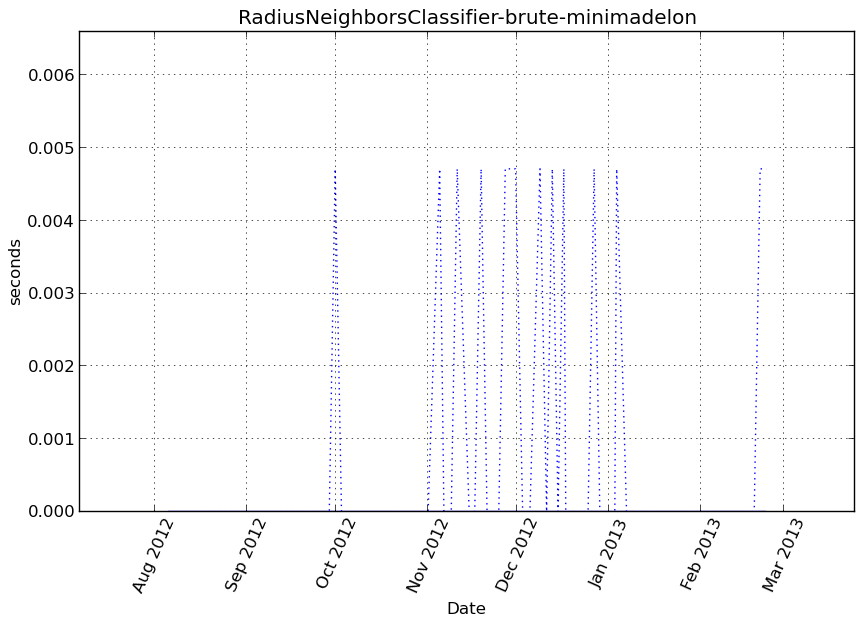 RadiusNeighborsClassifier-brute-minimadelon
0.006
0.005
0.004
0.003
0.002
0.001
0.000
seconds
Aug 2012
Sep 2012
Oct 2012
Nov 2012
Dec 2012
Jan 2013
Feb 2013
Mar 2013
Date